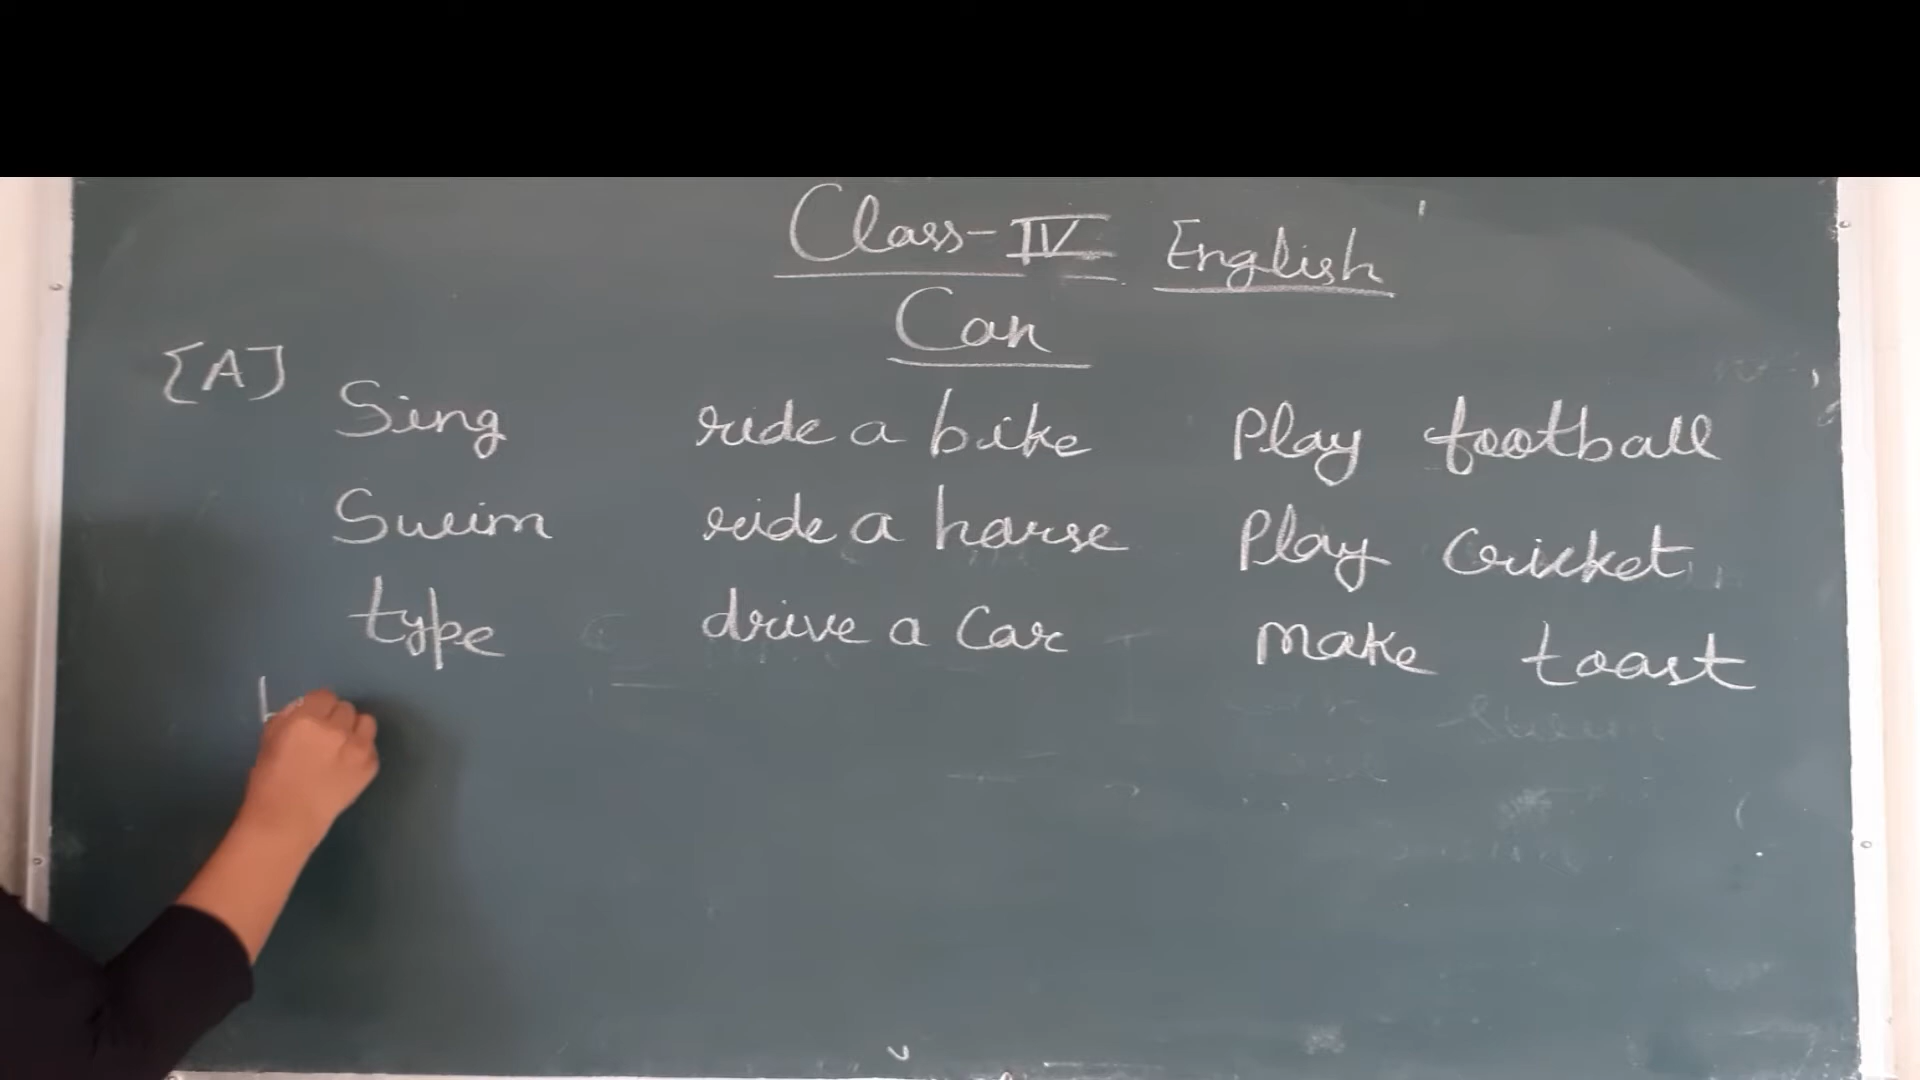 Class-IV English
Can
[A]
Sing ride a bike Play football
Swim ride a horse Play Cricket
type drive a Car make toast